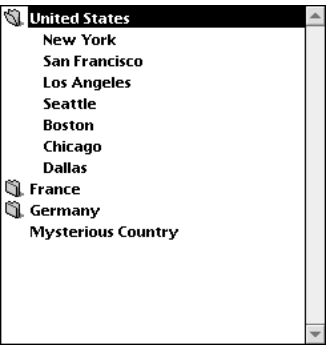 United States
New York
San Francisco
Los Angeles
Seattle
Boston
Chicago
Dallas
France
Germany
Mysterious Country